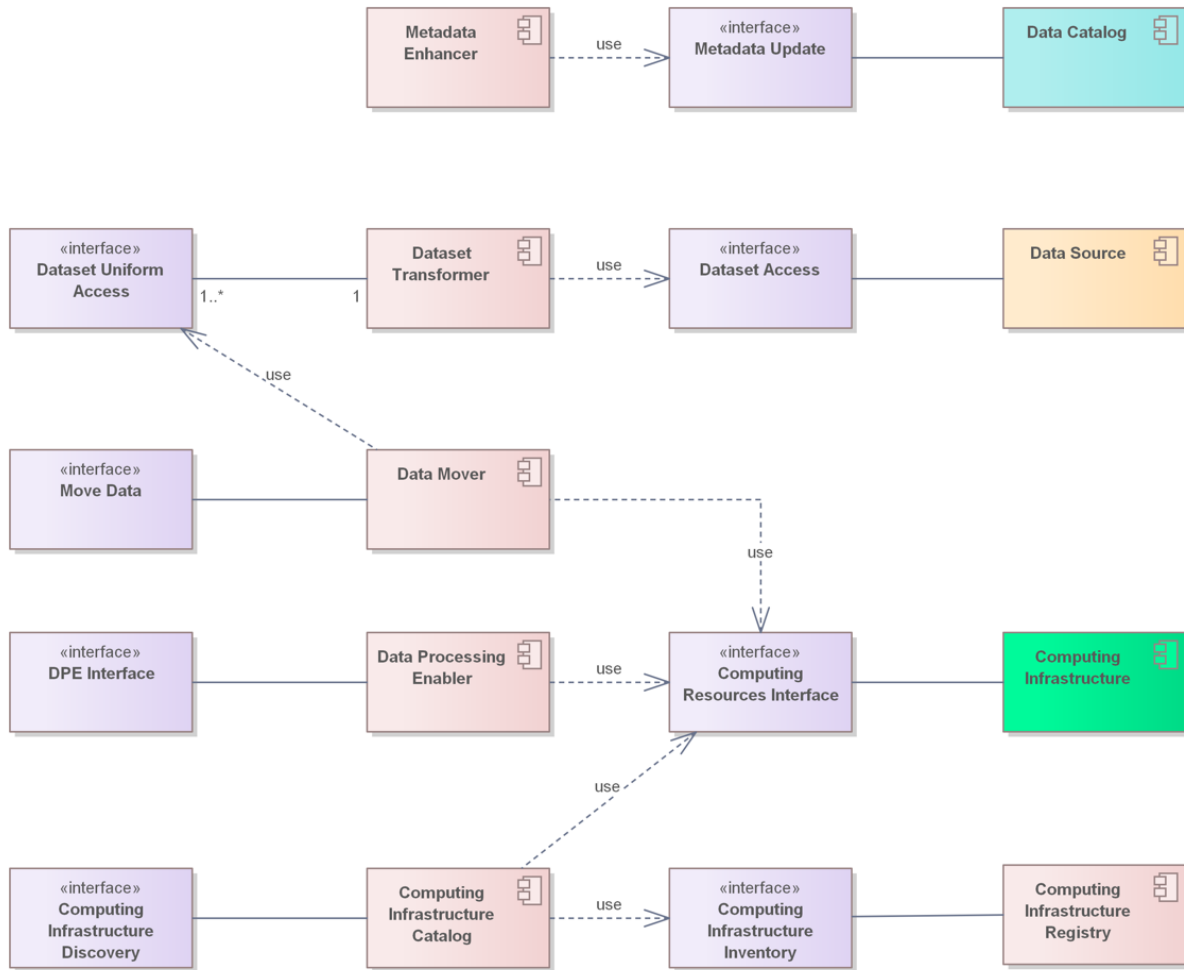 Metadata
Enhancer
use
«interface»
Metadata Update
Data Catalog
«interface»
Dataset Uniform
Access
1..*
1
Dataset
Transformer
use
«interface»
Dataset Access
Data Source
use
«interface»
Move Data
Data Mover
use
«interface»
DPE Interface
Data Processing
Enabler
use
«interface»
Computing
Resources Interface
Computing
Infrastructure
use
«interface»
Computing
Infrastructure
Discovery
Computing
Infrastructure
Catalog
use
«interface»
Computing
Infrastructure
Inventory
Computing
Infrastructure
Registry